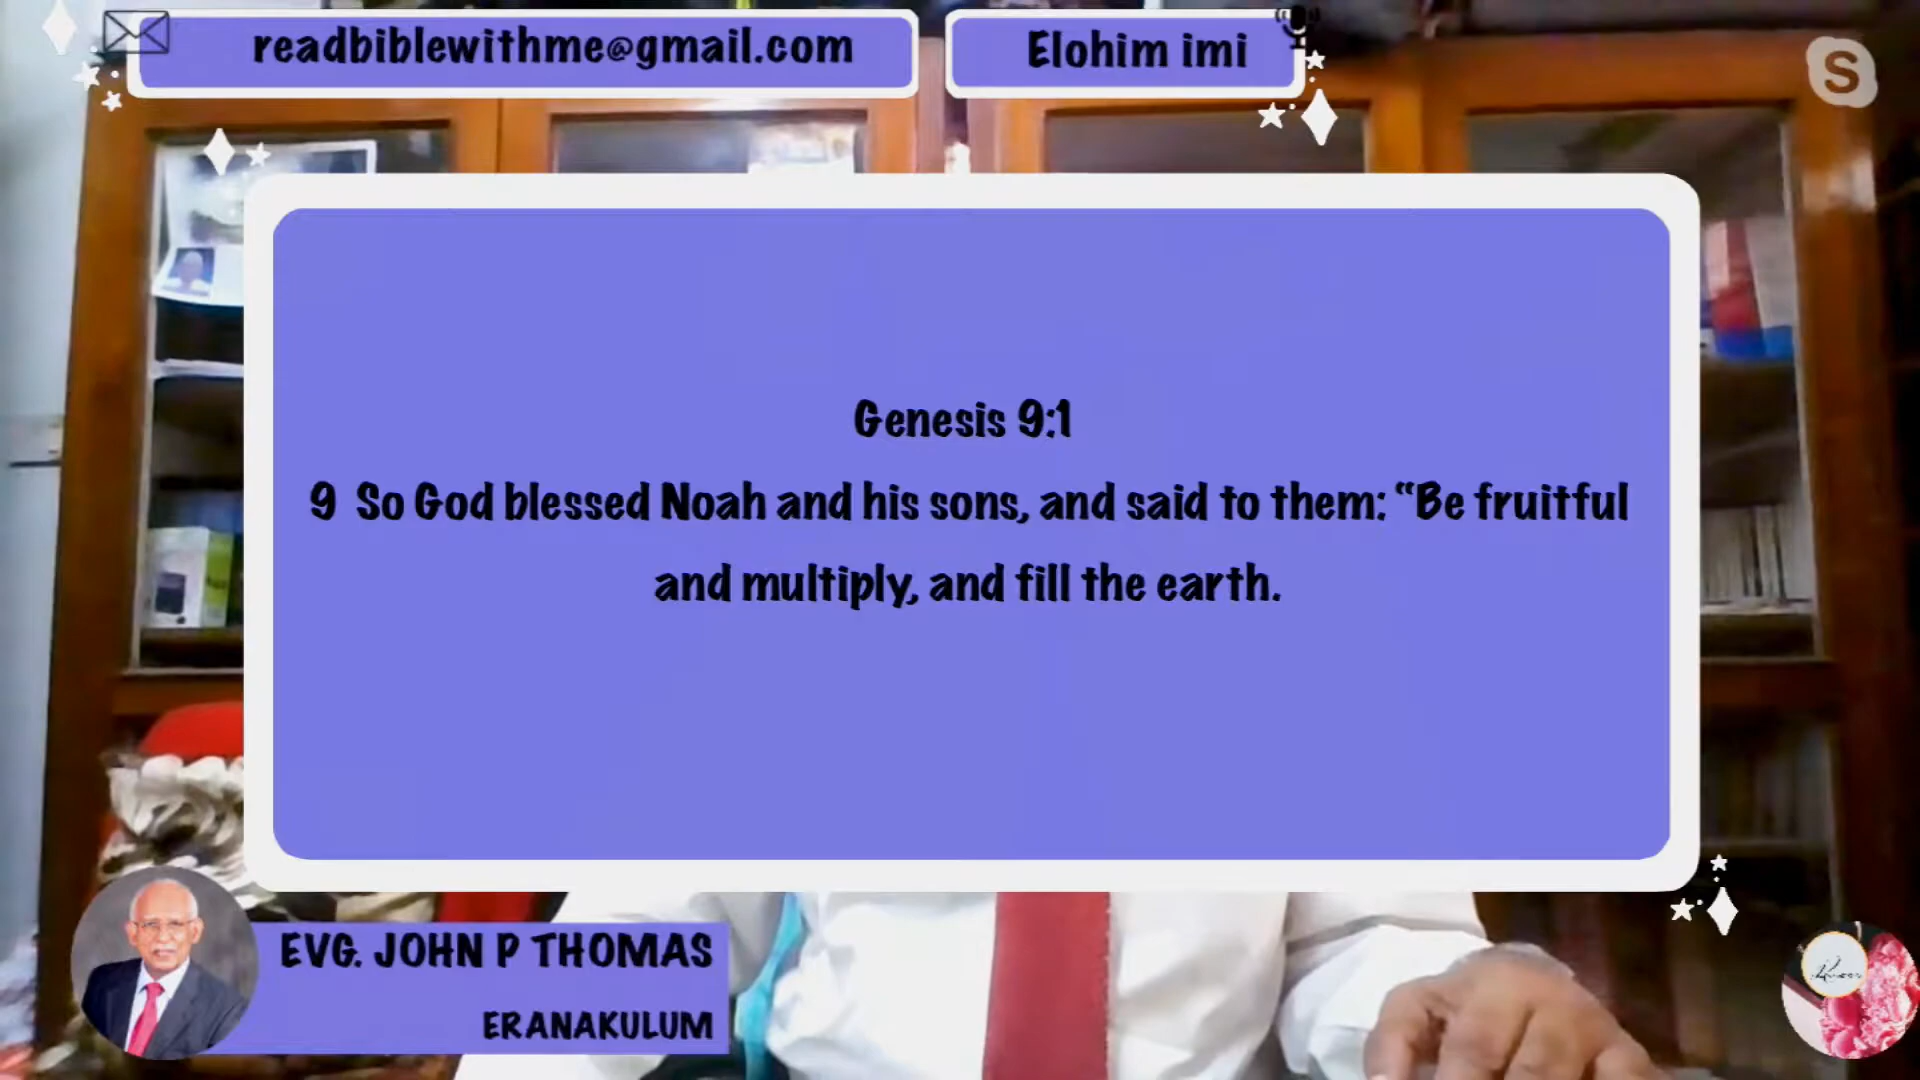 readbiblewithme@gmail.com
Elohim imi
Genesis 9:1
9 So God blessed Noah and his sons, and said to them: “Be fruitful
and multiply, and fill the earth.
EVG. JOHN P THOMAS
ERANAKULUM